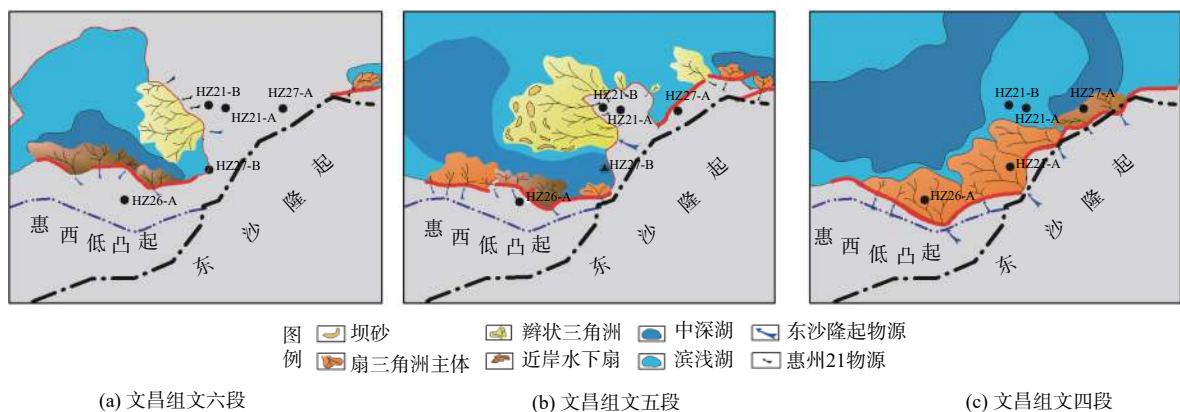 HZ21-B
HZ27-A
HZ21-A
HZ27-B
HZ26-A
惠西低凸起
东沙隆起
HZ21-B
HZ27-A
HZ21-A
HZ27-B
HZ26-A
惠西低凸起
东沙隆起
HZ21-B
HZ27-A
HZ21-A
HZ21-A
HZ26-A
惠西低凸起
东沙隆起
图例
坝砂
辫状三角洲
中深湖
东沙隆起物源
扇三角洲主体
近岸水下扇
滨浅湖
惠州21物源
(a) 文昌组文六段
(b) 文昌组文五段
(c) 文昌组文四段